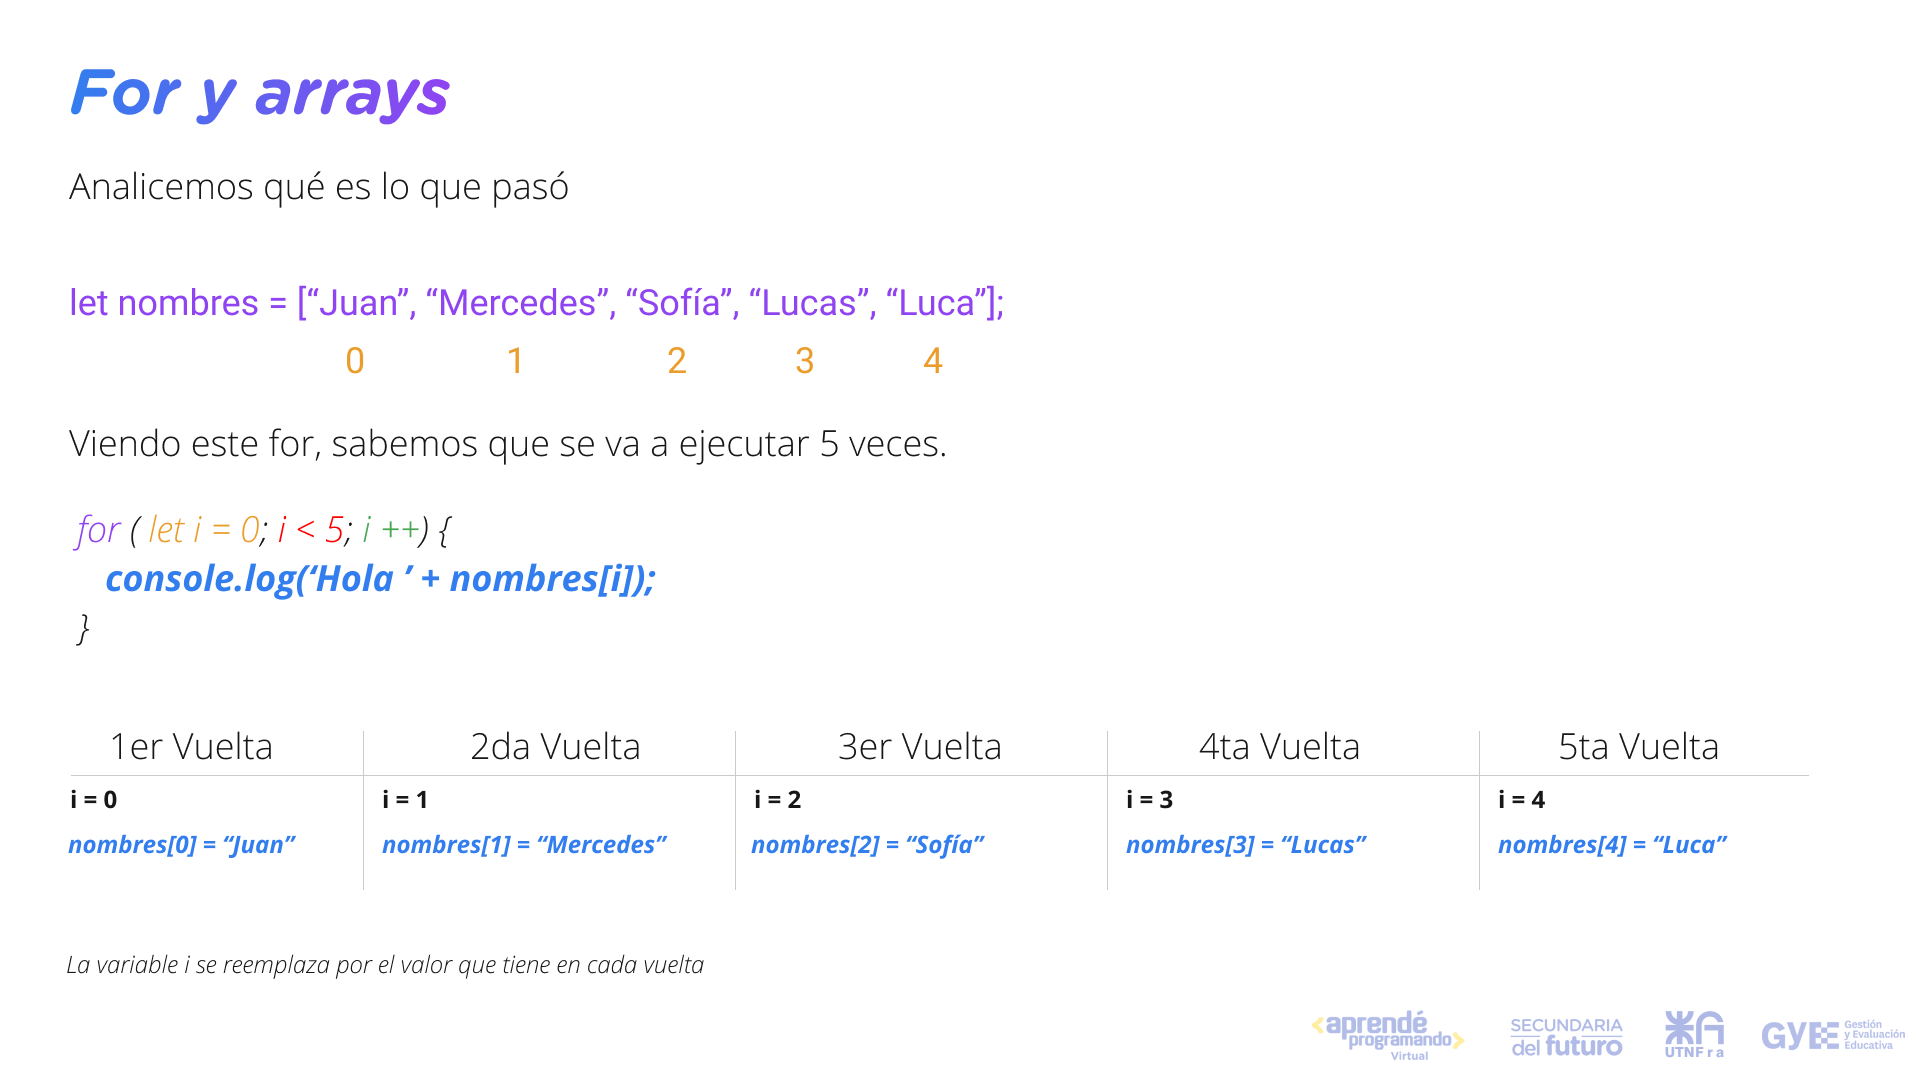 For y arrays
Analicemos qué es lo que pasó
let nombres = [“Juan”, “Mercedes”, “Sofía”, “Lucas”, “Luca”];
0 1 2 3 4
Viendo este for, sabemos que se va a ejecutar 5 veces.
for ( let i = 0; i < 5; i ++) {
console.log(‘Hola ’ + nombres[i]);
}
1er Vuelta 2da Vuelta 3er Vuelta 4ta Vuelta 5ta Vuelta
i = 0 i = 1 i = 2 i = 3 i = 4
nombres[0] = “Juan” nombres[1] = “Mercedes” nombres[2] = “Sofía” nombres[3] = “Lucas” nombres[4] = “Luca”
La variable i se reemplaza por el valor que tiene en cada vuelta
<aprendé
programando>
Virtual
SECUNDARIA
del futuro
UTNFra
GyEE
Gestión
y Evaluación
Educativa